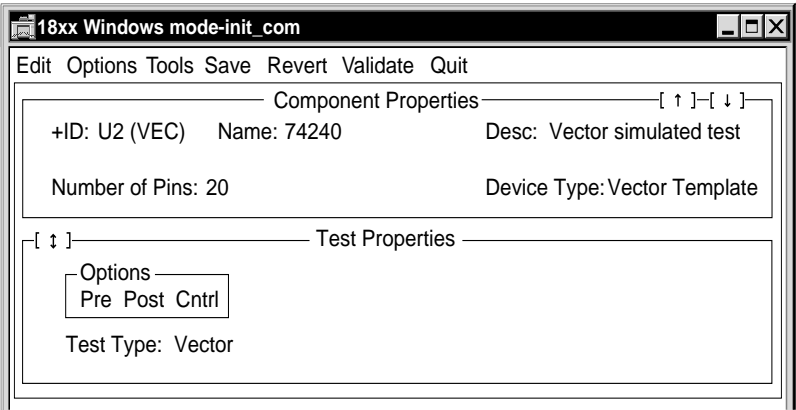 18xx Windows mode-init_com
Edit Options Tools Save Revert Validate Quit
Component Properties [ ↑ ] [ ↓ ]
+ID: U2 (VEC) Name: 74240 Desc: Vector simulated test
Number of Pins: 20 Device Type: Vector Template
[ ↕ ] Test Properties
Options
Pre Post Cntrl
Test Type: Vector